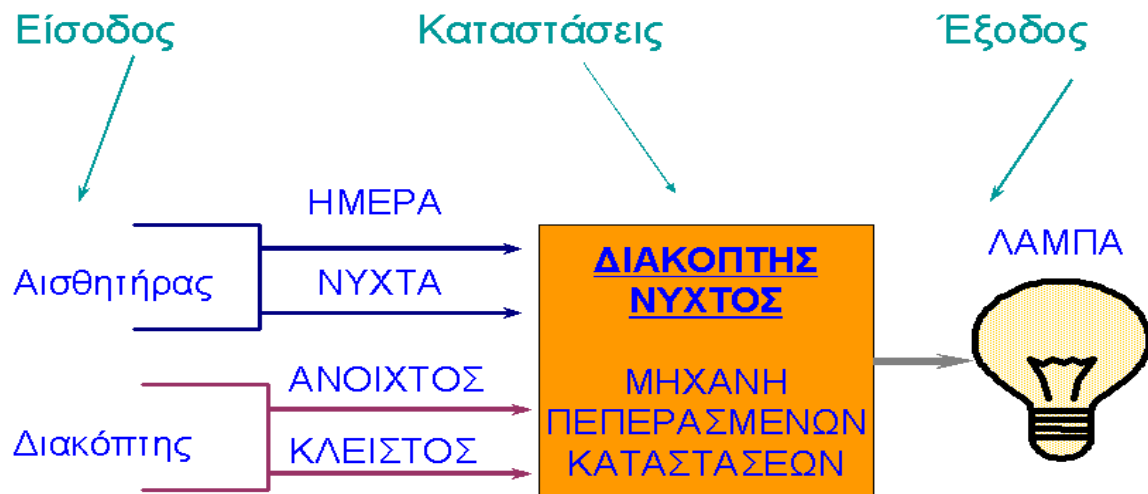 Είσοδος
Καταστάσεις
Έξοδος
ΗΜΕΡΑ
Αισθητήρας
ΝΥΧΤΑ
ΑΝΟΙΧΤΟΣ
Διακόπτης
ΚΛΕΙΣΤΟΣ
ΔΙΑΚΟΠΤΗΣ
ΝΥΧΤΟΣ
ΜΗΧΑΝΗ
ΠΕΠΕΡΑΣΜΕΝΩΝ
ΚΑΤΑΣΤΑΣΕΩΝ
ΛΑΜΠΑ